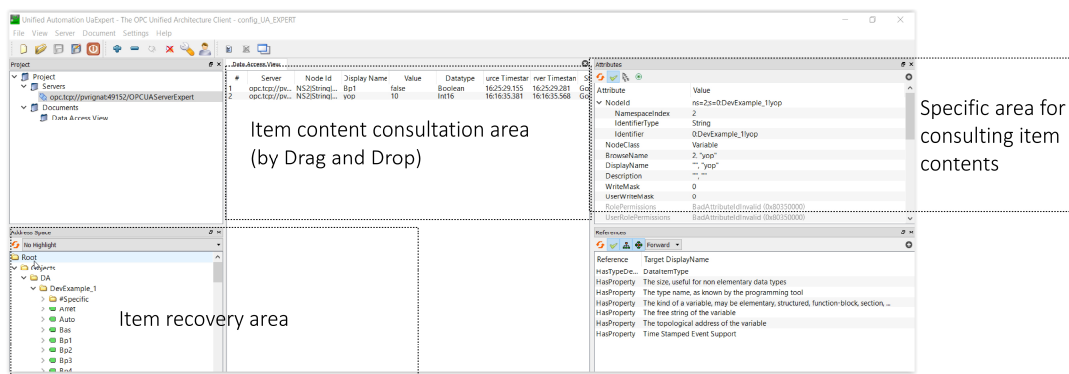 Unified Automation UaExpert - The OPC Unified Architecture Client - config_UA_EXPERT
File View Server Document Settings Help
Project
Project
Servers
opc.tcp://pvrignat:49152/OPCUAServerExpert
Documents
Data Access View
Data Access View
# Server Node Id Display Name Value Datatype urce Timestar rver Timestan St
1 opc.tcp://pv... NS2|String|... Bp1 false Boolean 16:25:29.155 16:25:29.281 Go
2 opc.tcp://pv... NS2|String|... yop 10 Int16 16:16:35.381 16:16:35.568 Go
Item content consultation area
(by Drag and Drop)
Attributes
Attribute Value
NodeId ns=2;s=0:DevExample_1!yop
NamespaceIndex 2
IdentifierType String
Identifier 0:DevExample_1!yop
NodeClass Variable
BrowseName 2, "yop"
DisplayName "", "yop"
Description "", ""
WriteMask 0
UserWriteMask 0
RolePermissions BadAttributeIdInvalid (0x80350000)
UserRolePermissions BadAttributeIdInvalid (0x80350000)
Specific area for
consulting item
contents
Address Space
No Highlight
Root
Objects
DA
DevExample_1
#Specific
Arret
Auto
Bas
Bp1
Bp2
Bp3
Bp4
Item recovery area
References
Forward
Reference Target DisplayName
HasTypeDe... DataItemType
HasProperty The size, useful for non elementary data types
HasProperty The type name, as known by the programming tool
HasProperty The kind of a variable, may be elementary, structured, function-block, section, ...
HasProperty The free string of the variable
HasProperty The topological address of the variable
HasProperty Time Stamped Event Support